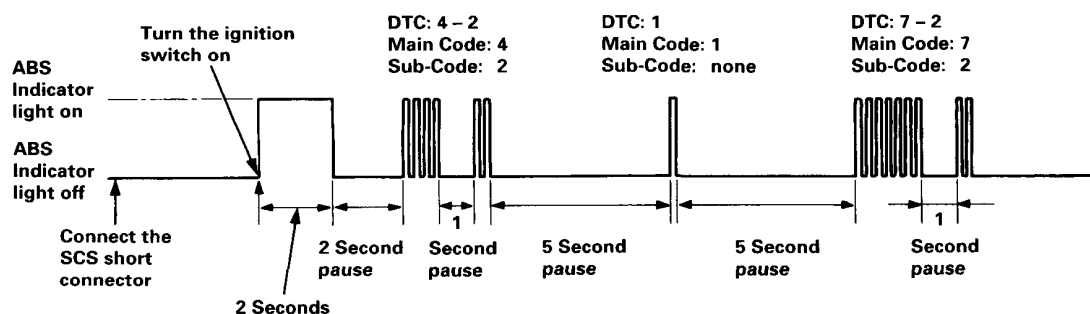 Turn the ignition
switch on
DTC: 4 – 2
Main Code: 4
Sub-Code: 2
DTC: 1
Main Code: 1
Sub-Code: none
DTC: 7 – 2
Main Code: 7
Sub-Code: 2
ABS
Indicator
light on
ABS
Indicator
light off
Connect the
SCS short
connector
2 Seconds
2 Second
pause
1
Second
pause
5 Second
pause
5 Second
pause
1
Second
pause